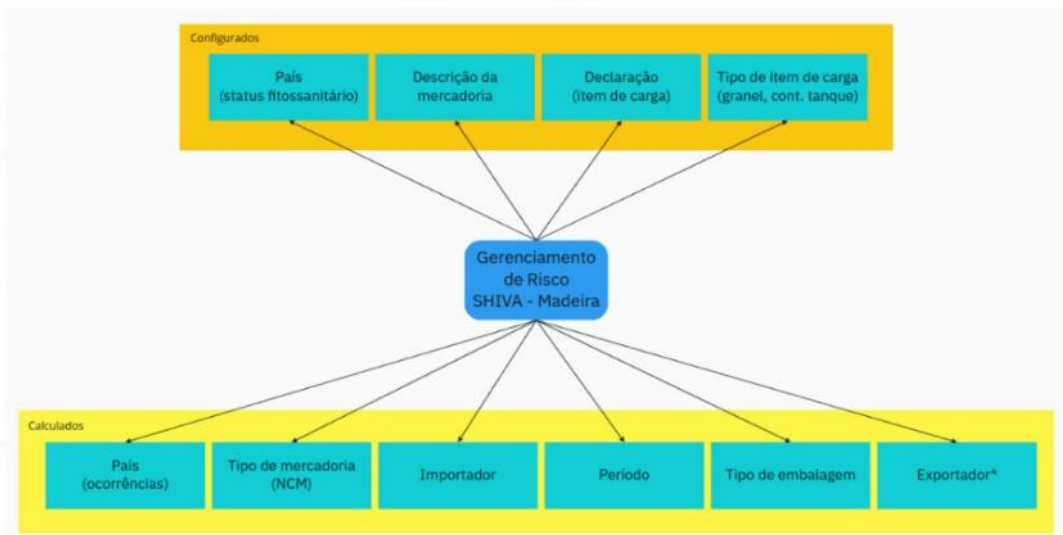 Configurados
País
(status fitossanitário)
Descrição da
mercadoria
Declaração
(item de carga)
Tipo de item de carga
(granel, cont. tanque)
Gerenciamento
de Risco
SHIVA - Madeira
Calculados
País
(ocorrências)
Tipo de mercadoria
(NCM)
Importador
Período
Tipo de embalagem
Exportador*